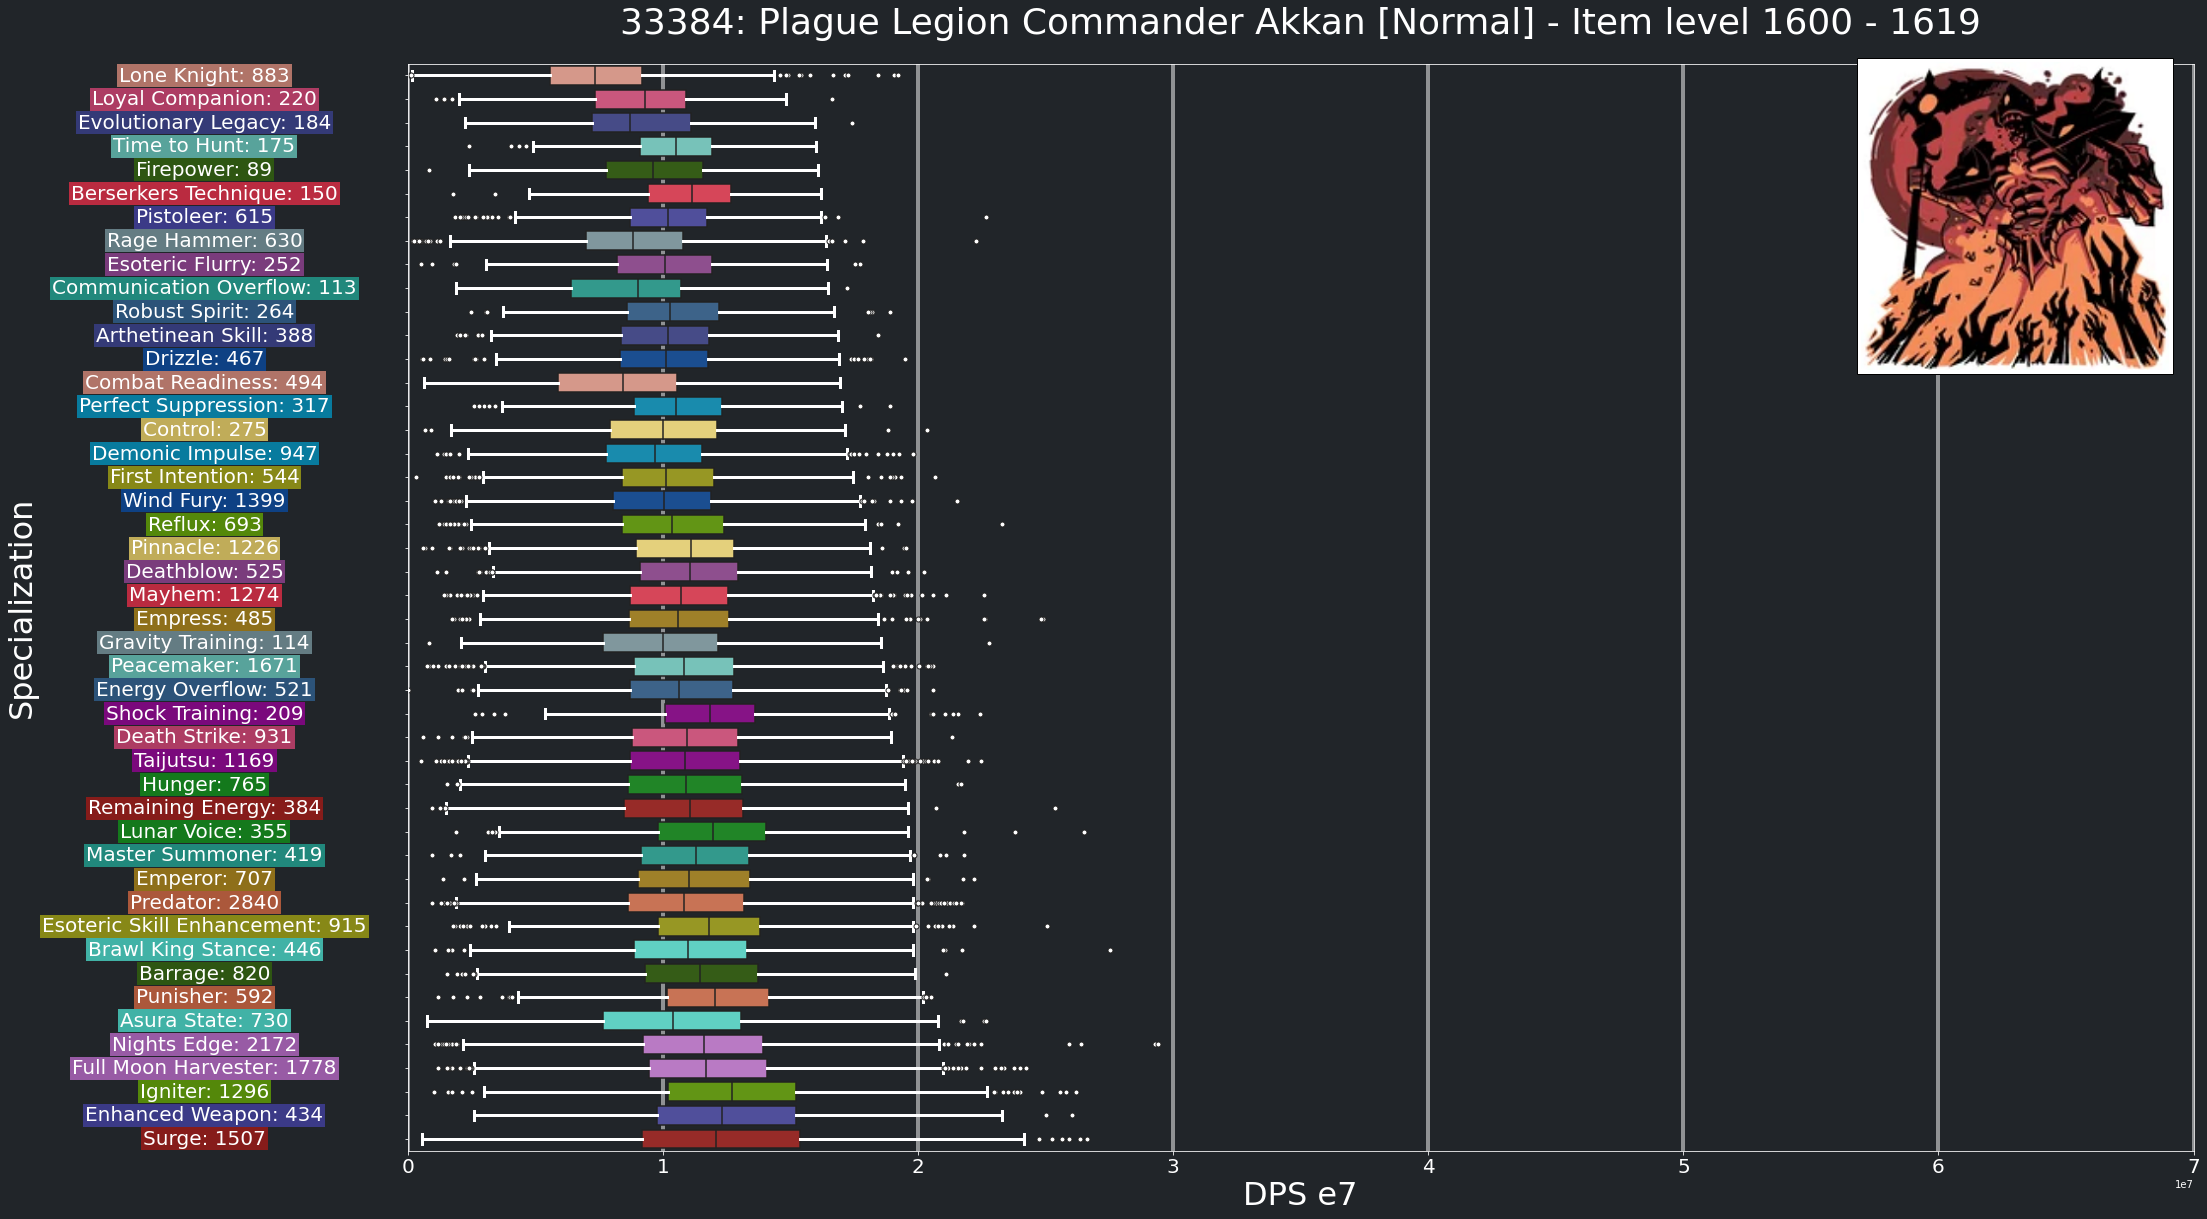 33384: Plague Legion Commander Akkan [Normal] - Item level 1600 - 1619
Lone Knight: 883
Loyal Companion: 220
Evolutionary Legacy: 184
Time to Hunt: 175
Firepower: 89
Berserkers Technique: 150
Pistoleer: 615
Rage Hammer: 630
Esoteric Flurry: 252
Communication Overflow: 113
Robust Spirit: 264
Arthetinean Skill: 388
Drizzle: 467
Combat Readiness: 494
Perfect Suppression: 317
Control: 275
Demonic Impulse: 947
First Intention: 544
Wind Fury: 1399
Reflux: 693
Pinnacle: 1226
Deathblow: 525
Mayhem: 1274
Empress: 485
Gravity Training: 114
Peacemaker: 1671
Energy Overflow: 521
Shock Training: 209
Death Strike: 931
Taijutsu: 1169
Hunger: 765
Remaining Energy: 384
Lunar Voice: 355
Master Summoner: 419
Emperor: 707
Predator: 2840
Esoteric Skill Enhancement: 915
Brawl King Stance: 446
Barrage: 820
Punisher: 592
Asura State: 730
Nights Edge: 2172
Full Moon Harvester: 1778
Igniter: 1296
Enhanced Weapon: 434
Surge: 1507
Specialization
0 1 2 3 4 5 6 7
1e7
DPS e7